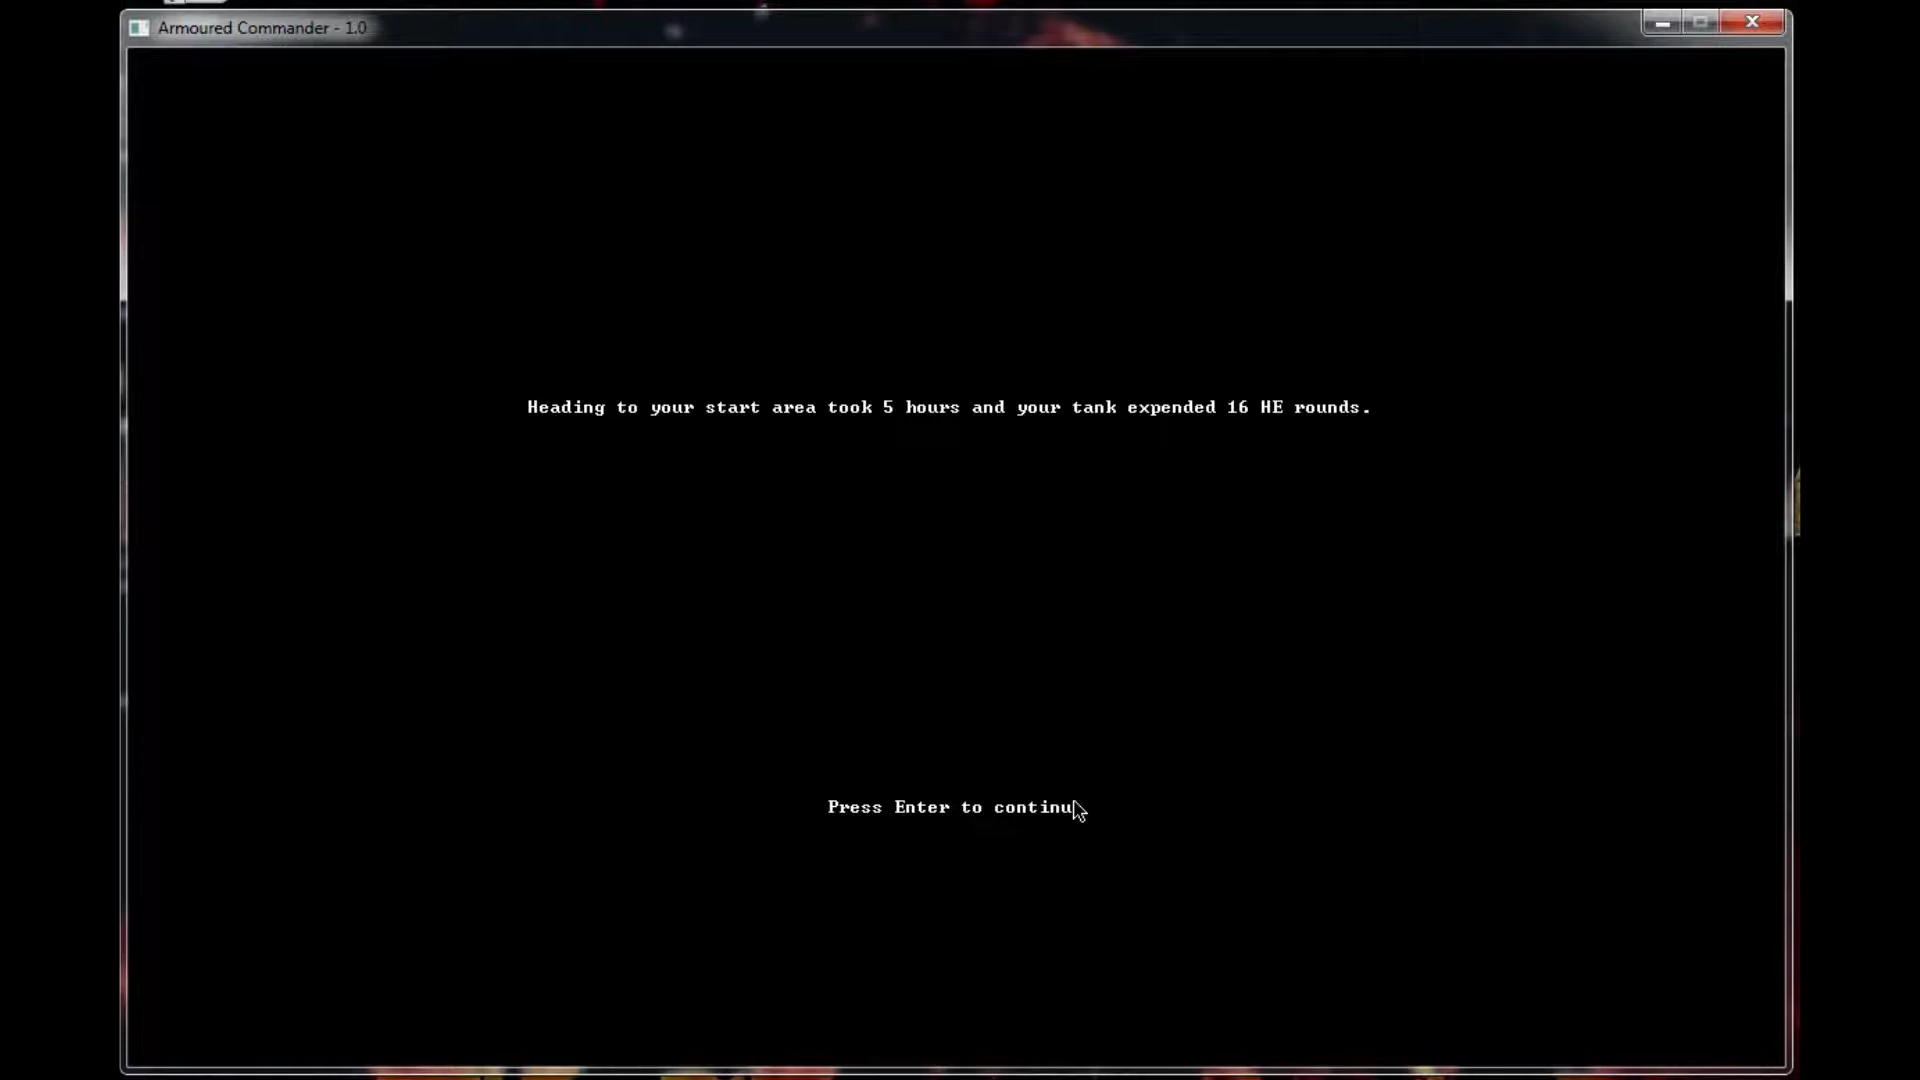 Armoured Commander - 1.0
Heading to your start area took 5 hours and your tank expended 16 HE rounds.
Press Enter to continu